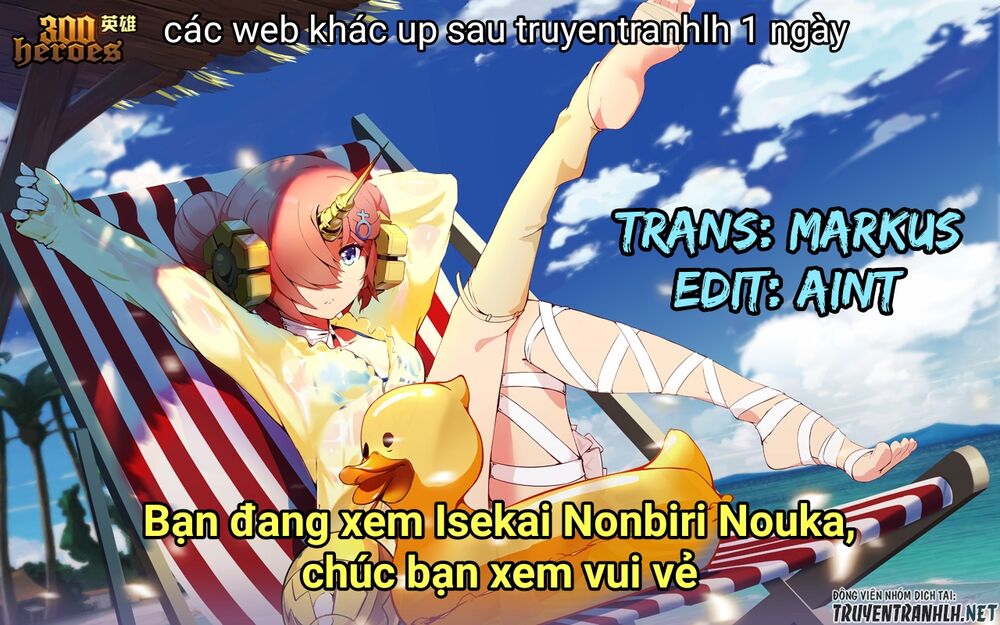 300
heroes
英雄
các web khác up sau truyentranhlh 1 ngày
TRANS: MARKUS
EDIT: AINT
Bạn đang xem Isekai Nonbiri Nouka,
chúc bạn xem vui vẻ
ĐỘNG VIÊN NHÓM DỊCH TẠI:
TRUYENTRANHLH.NET